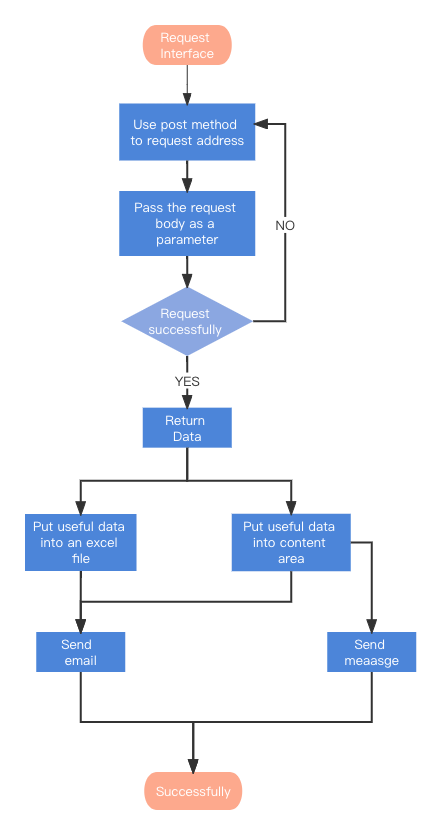 Request
Interface
Use post method
to request address
Pass the request
body as a
parameter
NO
Request
successfully
YES
Return
Data
Put useful data
into an excel
file
Put useful data
into content
area
Send
email
Send
meaasge
Successfully